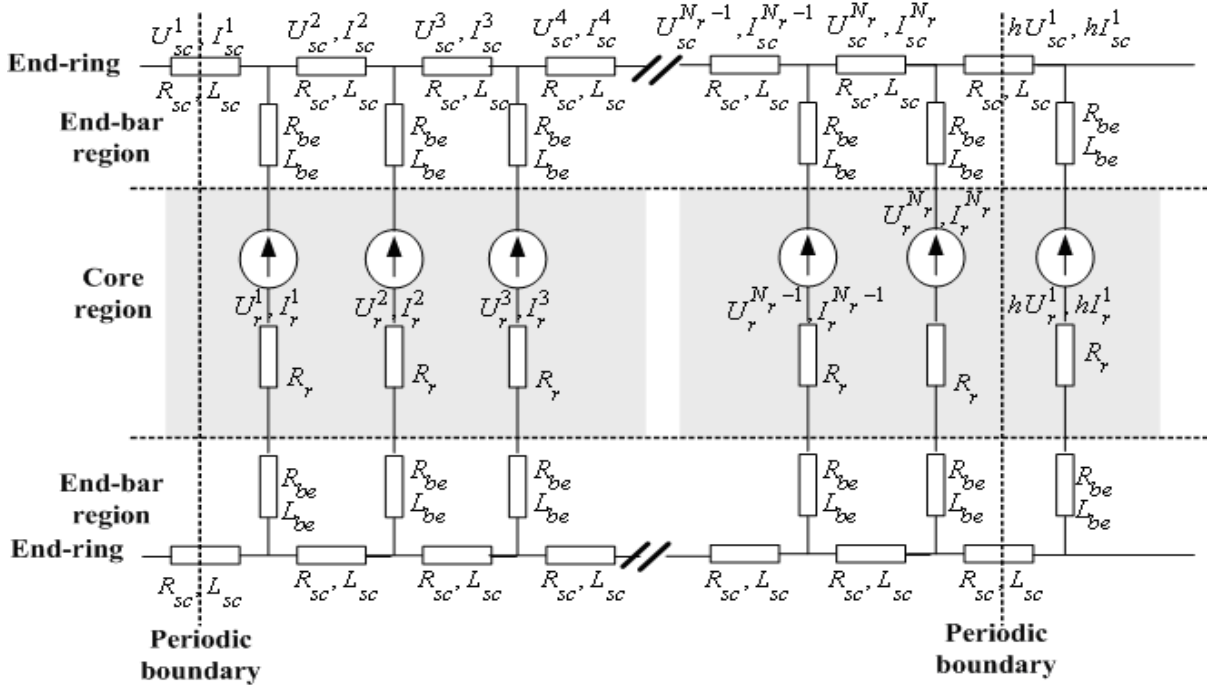 U_sc^1, I_sc^1 U_sc^2, I_sc^2 U_sc^3, I_sc^3 U_sc^4, I_sc^4 U_sc^{N_r-1}, I_sc^{N_r-1} U_sc^{N_r}, I_sc^{N_r} hU_sc^1, hI_sc^1
End-ring
R_sc, L_sc R_sc, L_sc R_sc, L_sc R_sc, L_sc R_sc, L_sc R_sc, L_sc R_sc, L_sc
End-bar
region
R_be R_be R_be R_be R_be R_be
L_be L_be L_be L_be L_be L_be
U_r^{N_r}, I_r^{N_r}
Core
region
U_r^1, I_r^1 U_r^2, I_r^2 U_r^3, I_r^3 U_r^{N_r-1}, I_r^{N_r-1} hU_r^1, hI_r^1
R_r R_r R_r R_r R_r R_r
End-bar
region
R_be R_be R_be R_be R_be R_be
L_be L_be L_be L_be L_be L_be
End-ring
R_sc, L_sc R_sc, L_sc R_sc, L_sc R_sc, L_sc R_sc, L_sc R_sc, L_sc R_sc, L_sc
Periodic
boundary
Periodic
boundary